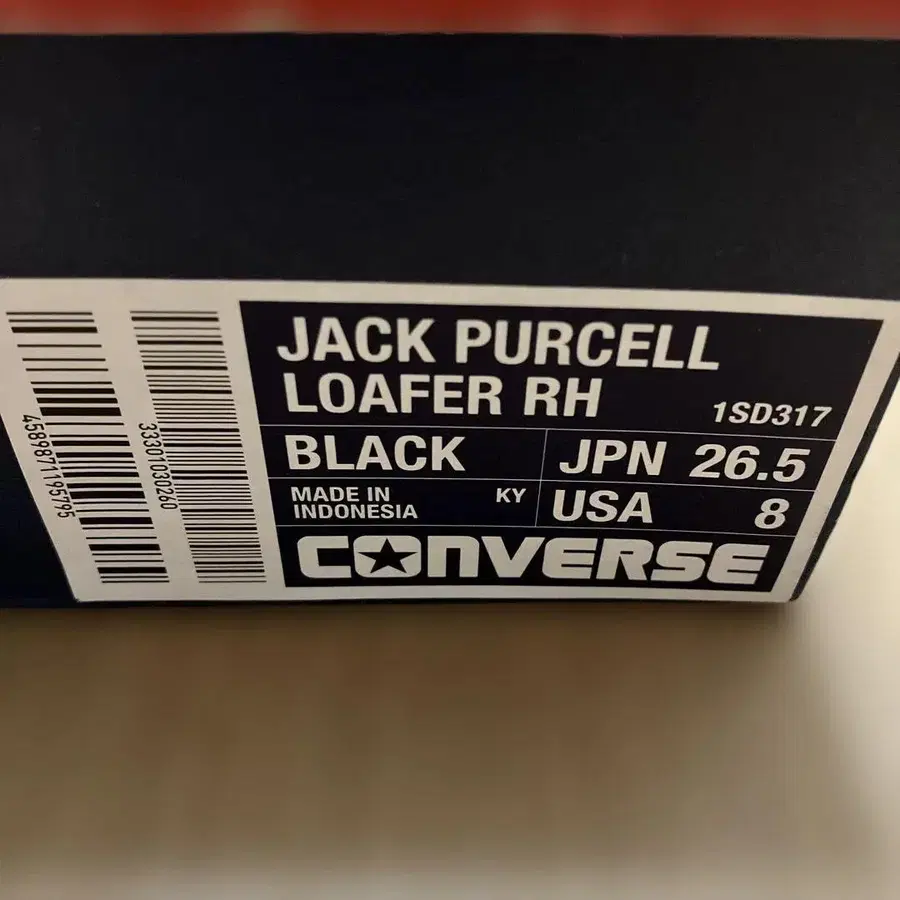 4589871195795
33301030260
JACK PURCELL
LOAFER RH
1SD317
BLACK
JPN 26.5
MADE IN
INDONESIA
KY
USA 8
CONVERSE